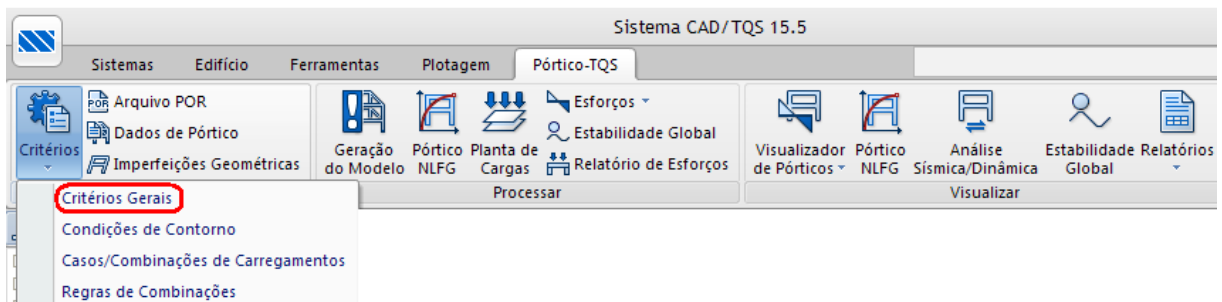 Sistema CAD/TQS 15.5
Sistemas Edifício Ferramentas Plotagem Pórtico-TQS
Critérios
POR Arquivo POR
Dados de Pórtico
Imperfeições Geométricas
Geração do Modelo
Pórtico NLFG
Planta de Cargas
Esforços
Estabilidade Global
Relatório de Esforços
Visualizador de Pórticos
Pórtico NLFG
Análise Sísmica/Dinâmica
Estabilidade Global
Relatórios
Processar
Visualizar
Critérios Gerais
Condições de Contorno
Casos/Combinações de Carregamentos
Regras de Combinações